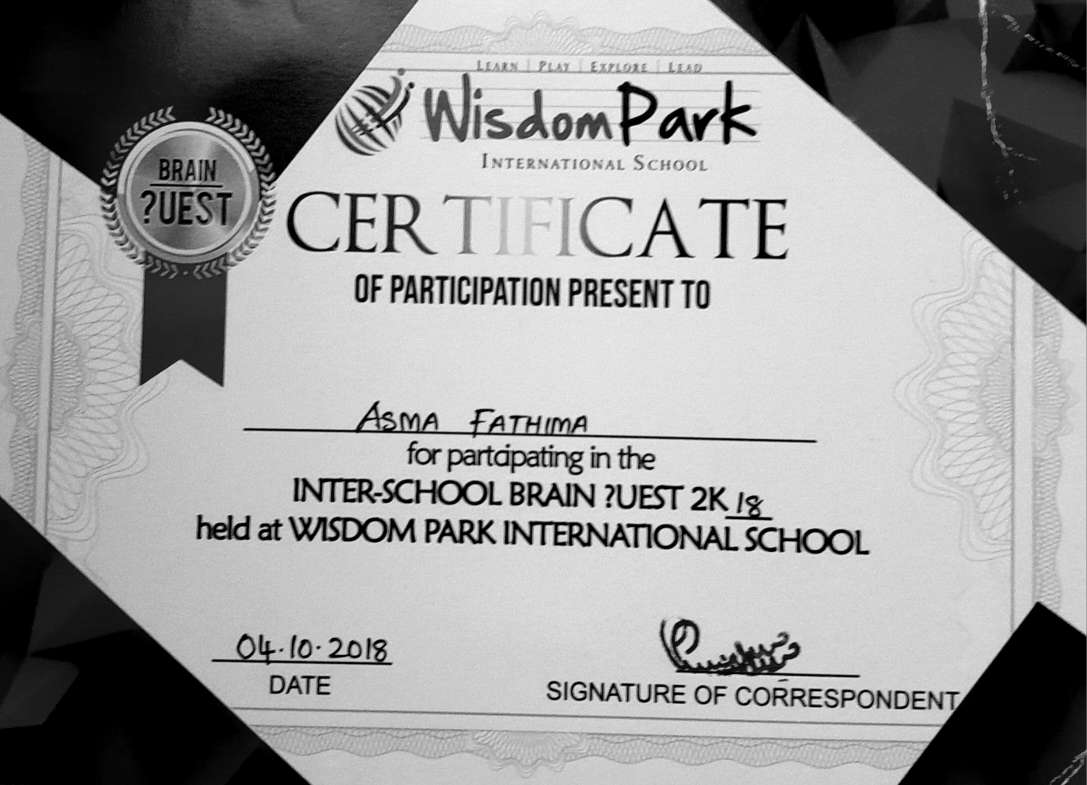 LEARN | PLAY | EXPLORE | LEAD
WisdomPark
INTERNATIONAL SCHOOL
BRAIN
?UEST
CERTIFICATE
OF PARTICIPATION PRESENT TO
ASMA FATHIMA
for partcipating in the
INTER-SCHOOL BRAIN ?UEST 2K 18
held at WISDOM PARK INTERNATIONAL SCHOOL
04.10.2018
DATE
SIGNATURE OF CORRESPONDENT